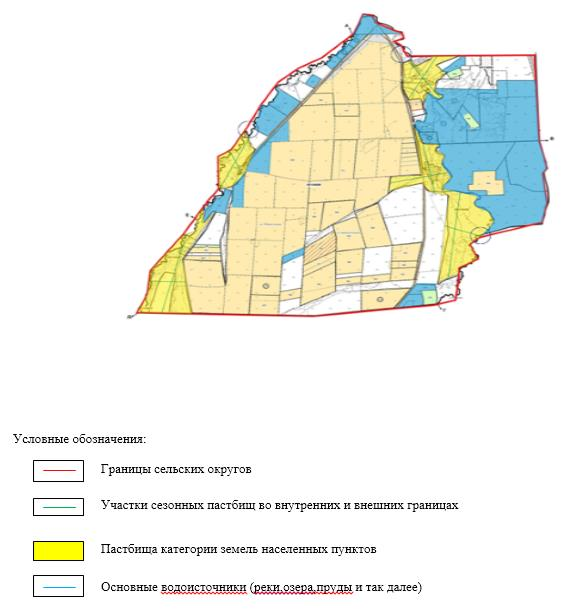 Условные обозначения:
Границы сельских округов
Участки сезонных пастбищ во внутренних и внешних границах
Пастбища категории земель населенных пунктов
Основные водоисточники (реки,озера,пруды и так далее)